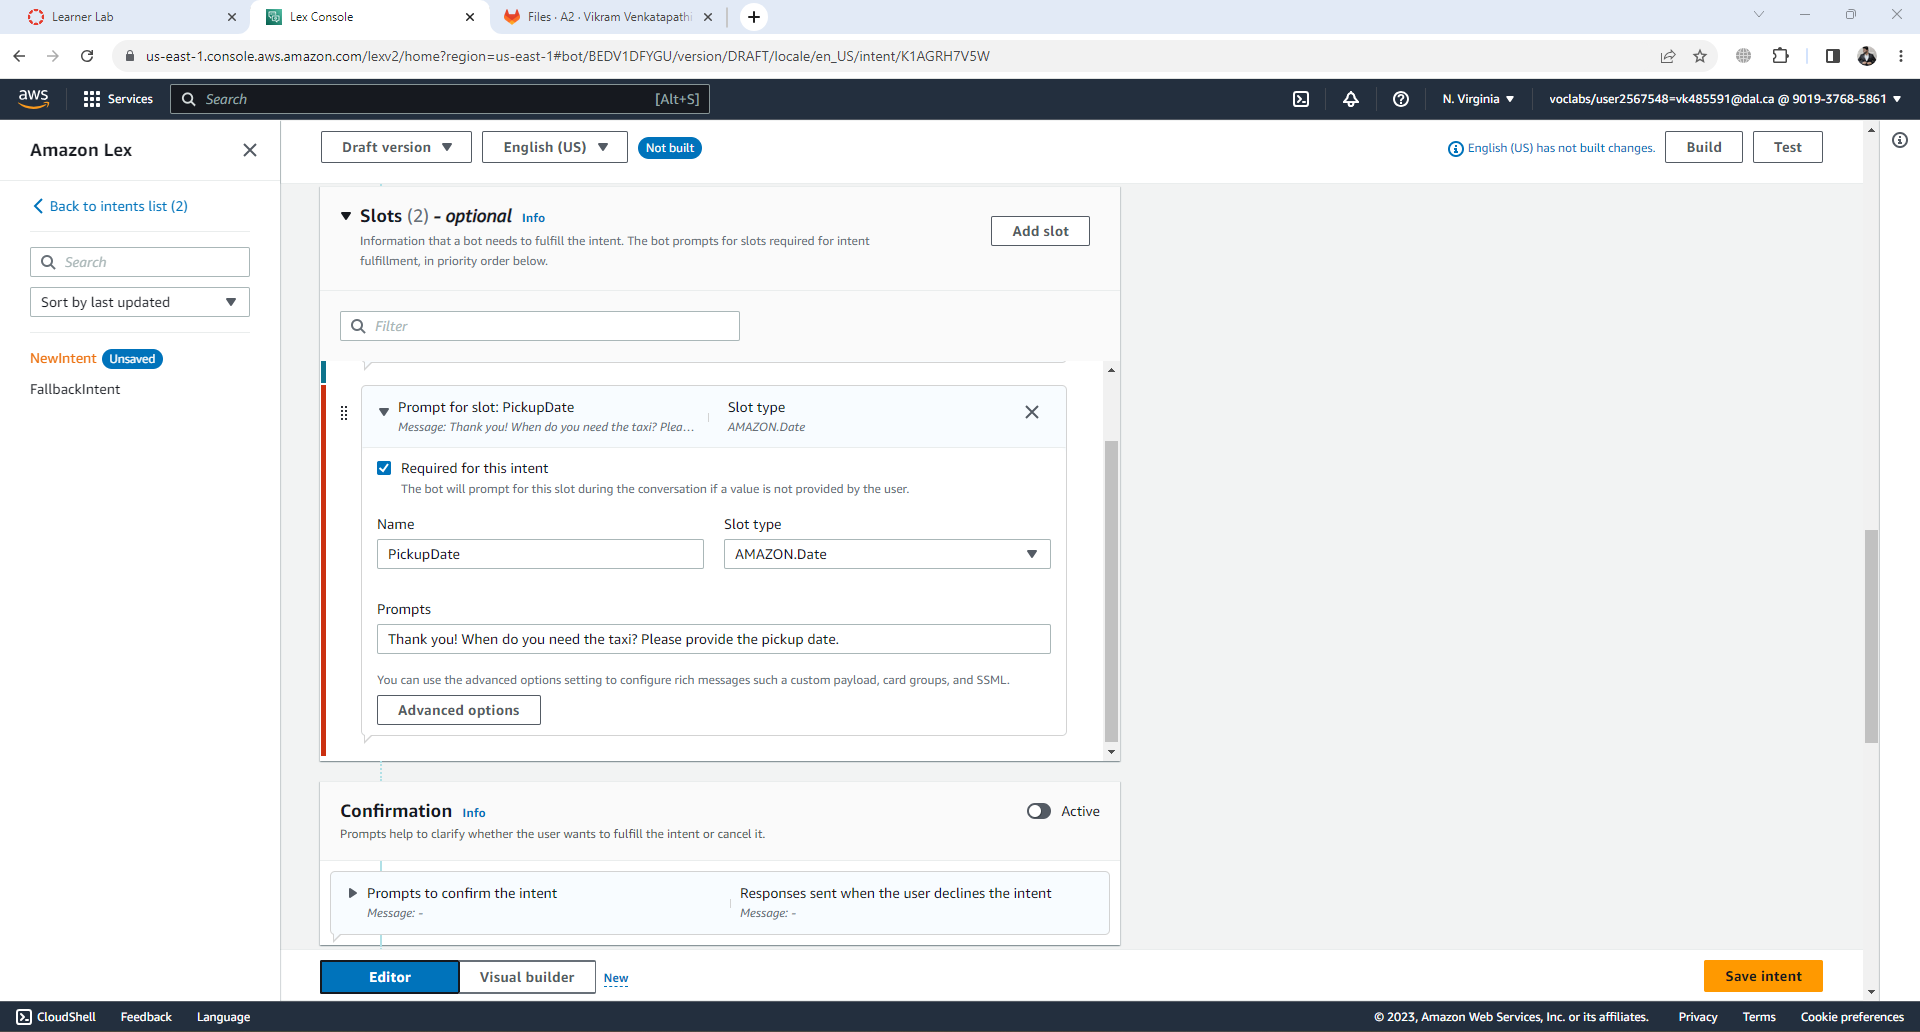 Learner Lab
Lex Console
Files · A2 · Vikram Venkatapathi
us-east-1.console.aws.amazon.com/lexv2/home?region=us-east-1#bot/BEDV1DFYGU/version/DRAFT/locale/en_US/intent/K1AGRH7V5W
aws
Services
Search
[Alt+S]
N. Virginia
voclabs/user2567548=vk485591@dal.ca @ 9019-3768-5861
Amazon Lex
Back to intents list (2)
Search
Sort by last updated
NewIntent
Unsaved
FallbackIntent
Draft version
English (US)
Not built
English (US) has not built changes.
Build
Test
Slots (2) - optional Info
Information that a bot needs to fulfill the intent. The bot prompts for slots required for intent
fulfillment, in priority order below.
Add slot
Filter
Prompt for slot: PickupDate
Message: Thank you! When do you need the taxi? Plea...
Slot type
AMAZON.Date
Required for this intent
The bot will prompt for this slot during the conversation if a value is not provided by the user.
Name
Slot type
PickupDate
AMAZON.Date
Prompts
Thank you! When do you need the taxi? Please provide the pickup date.
You can use the advanced options setting to configure rich messages such a custom payload, card groups, and SSML.
Advanced options
Confirmation Info
Active
Prompts help to clarify whether the user wants to fulfill the intent or cancel it.
Prompts to confirm the intent
Message: -
Responses sent when the user declines the intent
Message: -
Editor
Visual builder
New
Save intent
CloudShell
Feedback
Language
© 2023, Amazon Web Services, Inc. or its affiliates.
Privacy
Terms
Cookie preferences